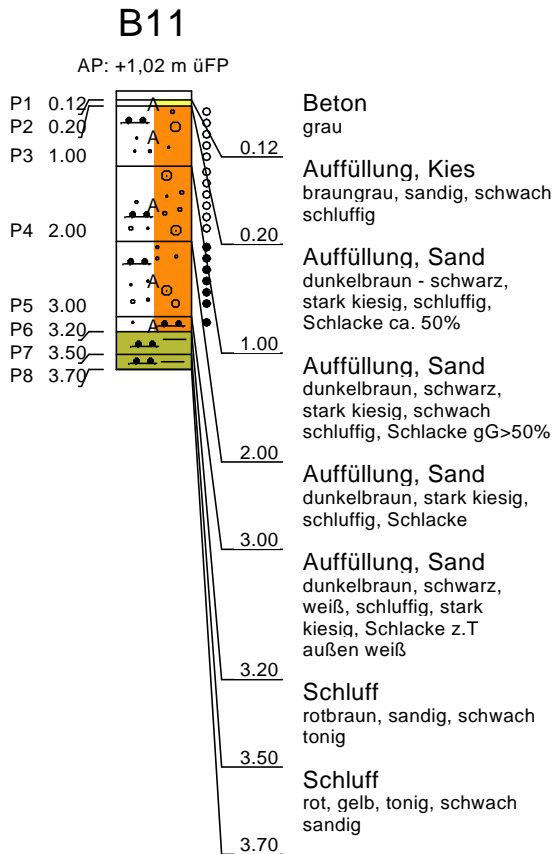 B11
AP: +1,02 m üFP
P1 0.12
P2 0.20
P3 1.00
P4 2.00
P5 3.00
P6 3.20
P7 3.50
P8 3.70
A
A
A
A
A
Beton
grau
0.12
Auffüllung, Kies
braungrau, sandig, schwach
schluffig
0.20
Auffüllung, Sand
dunkelbraun - schwarz,
stark kiesig, schluffig,
Schlacke ca. 50%
1.00
Auffüllung, Sand
dunkelbraun, schwarz,
stark kiesig, schwach
schluffig, Schlacke gG>50%
2.00
Auffüllung, Sand
dunkelbraun, stark kiesig,
schluffig, Schlacke
3.00
Auffüllung, Sand
dunkelbraun, schwarz,
weiß, schluffig, stark
kiesig, Schlacke z.T
außen weiß
3.20
Schluff
rotbraun, sandig, schwach
tonig
3.50
Schluff
rot, gelb, tonig, schwach
sandig
3.70